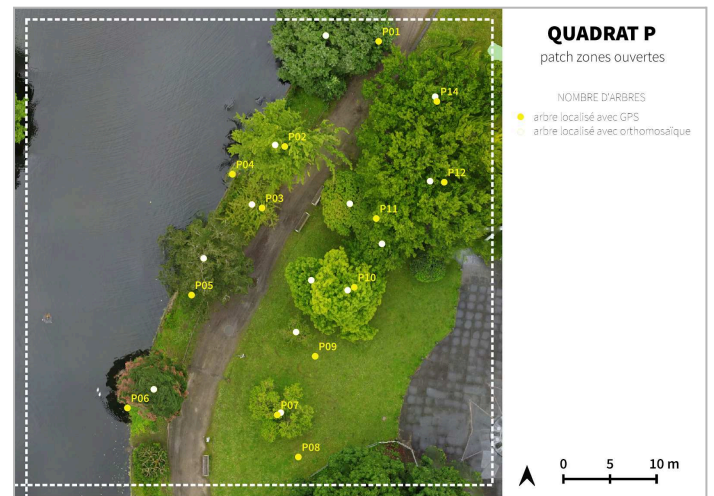 QUADRAT P
patch zones ouvertes
NOMBRE D'ARBRES
arbre localisé avec GPS
arbre localisé avec orthomosaïque
P01
P14
P02
P04
P12
P03
P11
P10
P05
P09
P06
P07
P08
0 5 10 m